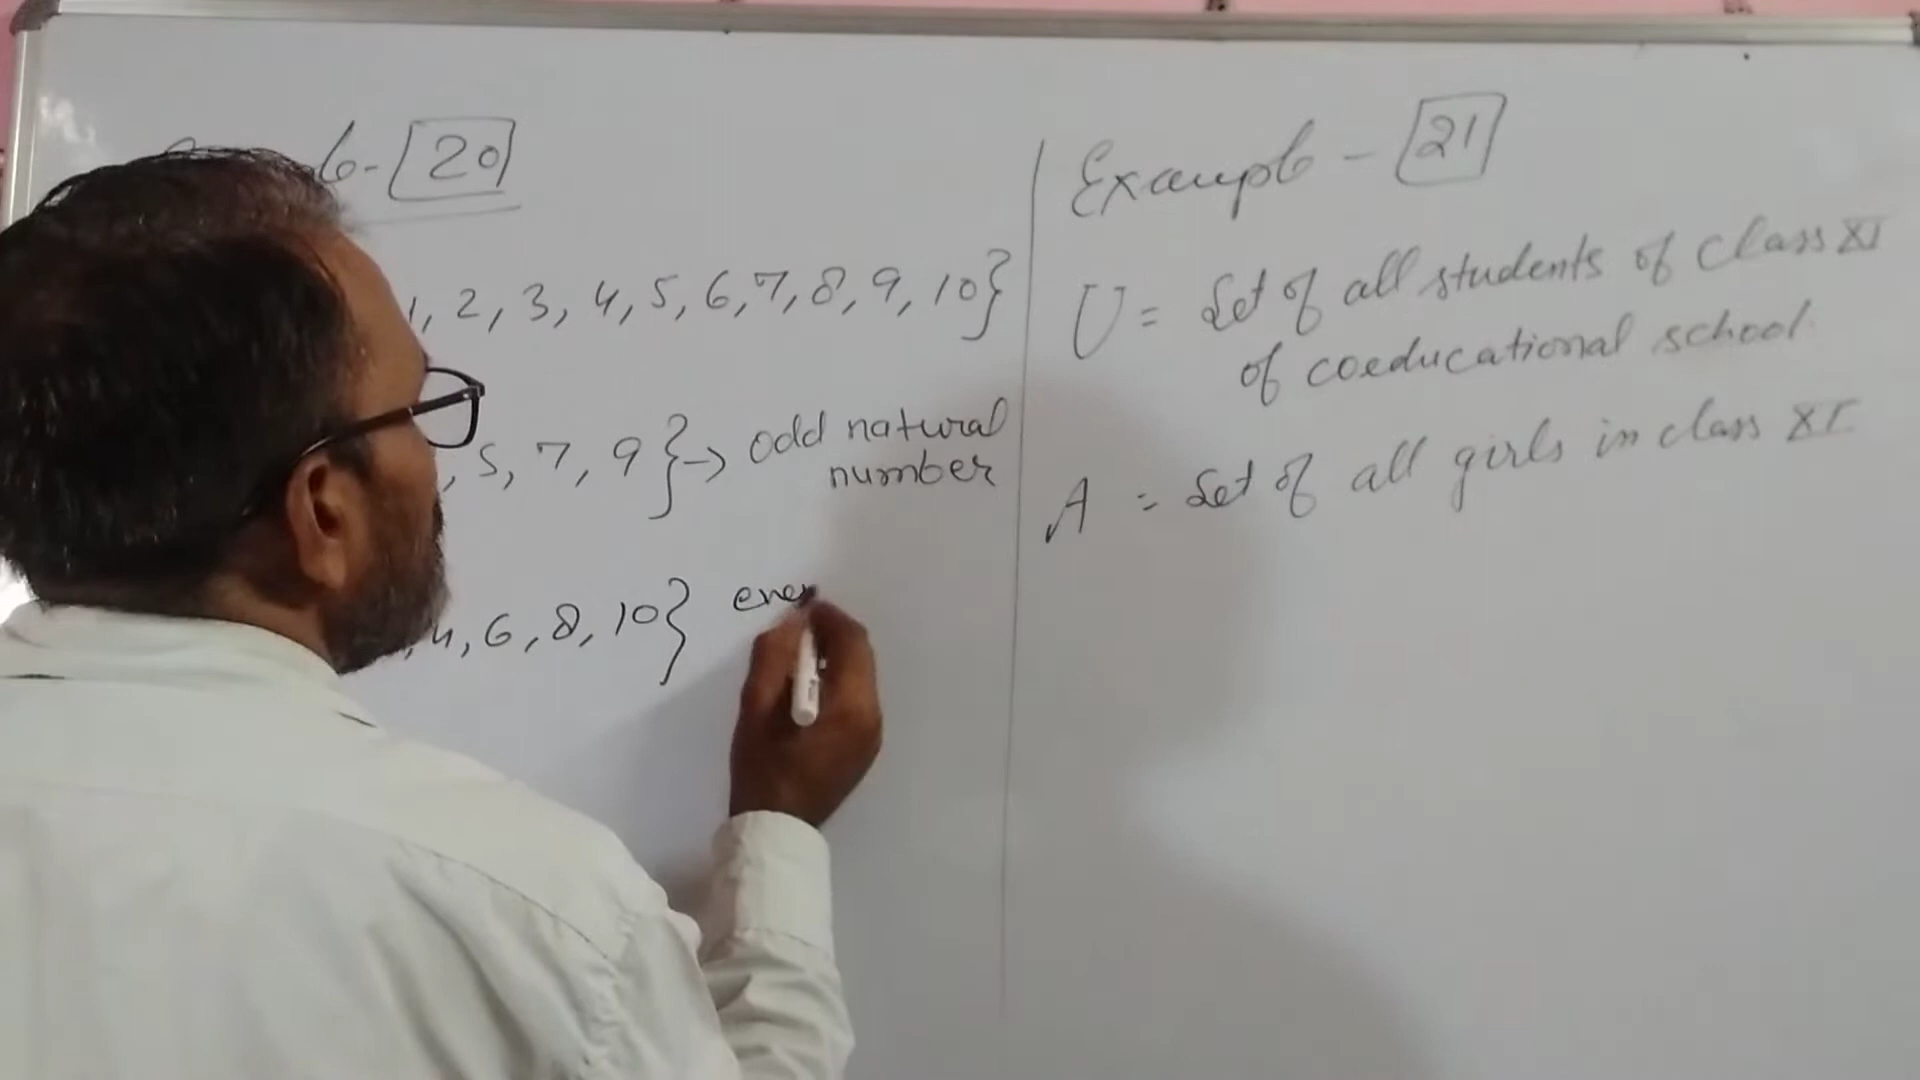 20
1, 2, 3, 4, 5, 6, 7, 8, 9, 10}
, 5, 7, 9} → odd natural
number
, 4, 6, 8, 10} even
Example - 21
U = Set of all students of class XI
of coeducational school
A = Set of all girls in class XI